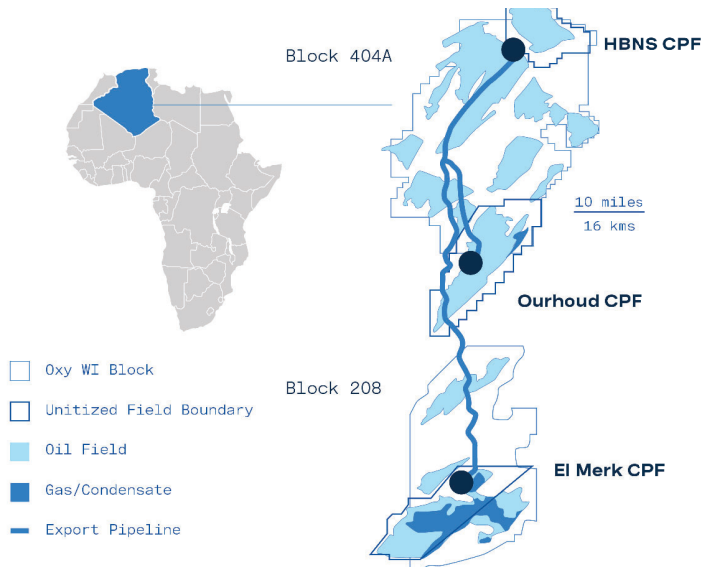 Block 404A
HBNS CPF
10 miles
16 kms
Ourhoud CPF
Block 208
El Merk CPF
Oxy WI Block
Unitized Field Boundary
Oil Field
Gas/Condensate
Export Pipeline